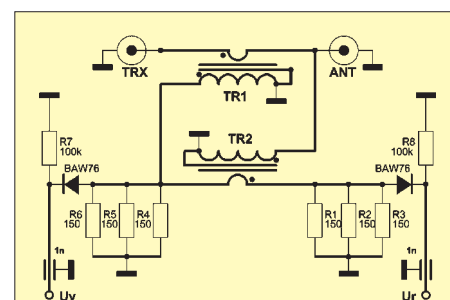 TRX ANT
TR1
TR2
R7
100k
R8
100k
BAW76 BAW76
R6
150
R5
150
R4
150
R1
150
R2
150
R3
150
1n 1n
Uv Ur